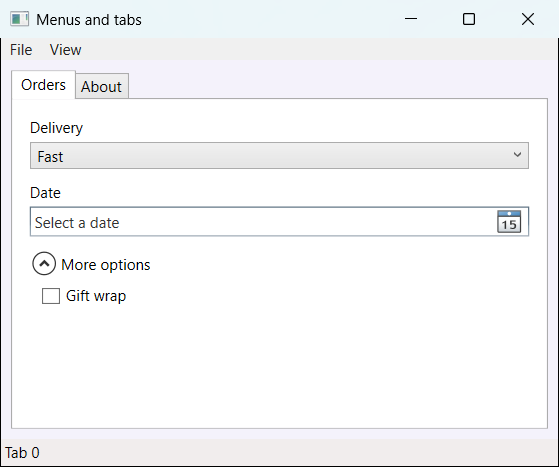 Menus and tabs
File View
Orders About
Delivery
Fast
Date
Select a date
15
More options
Gift wrap
Tab 0